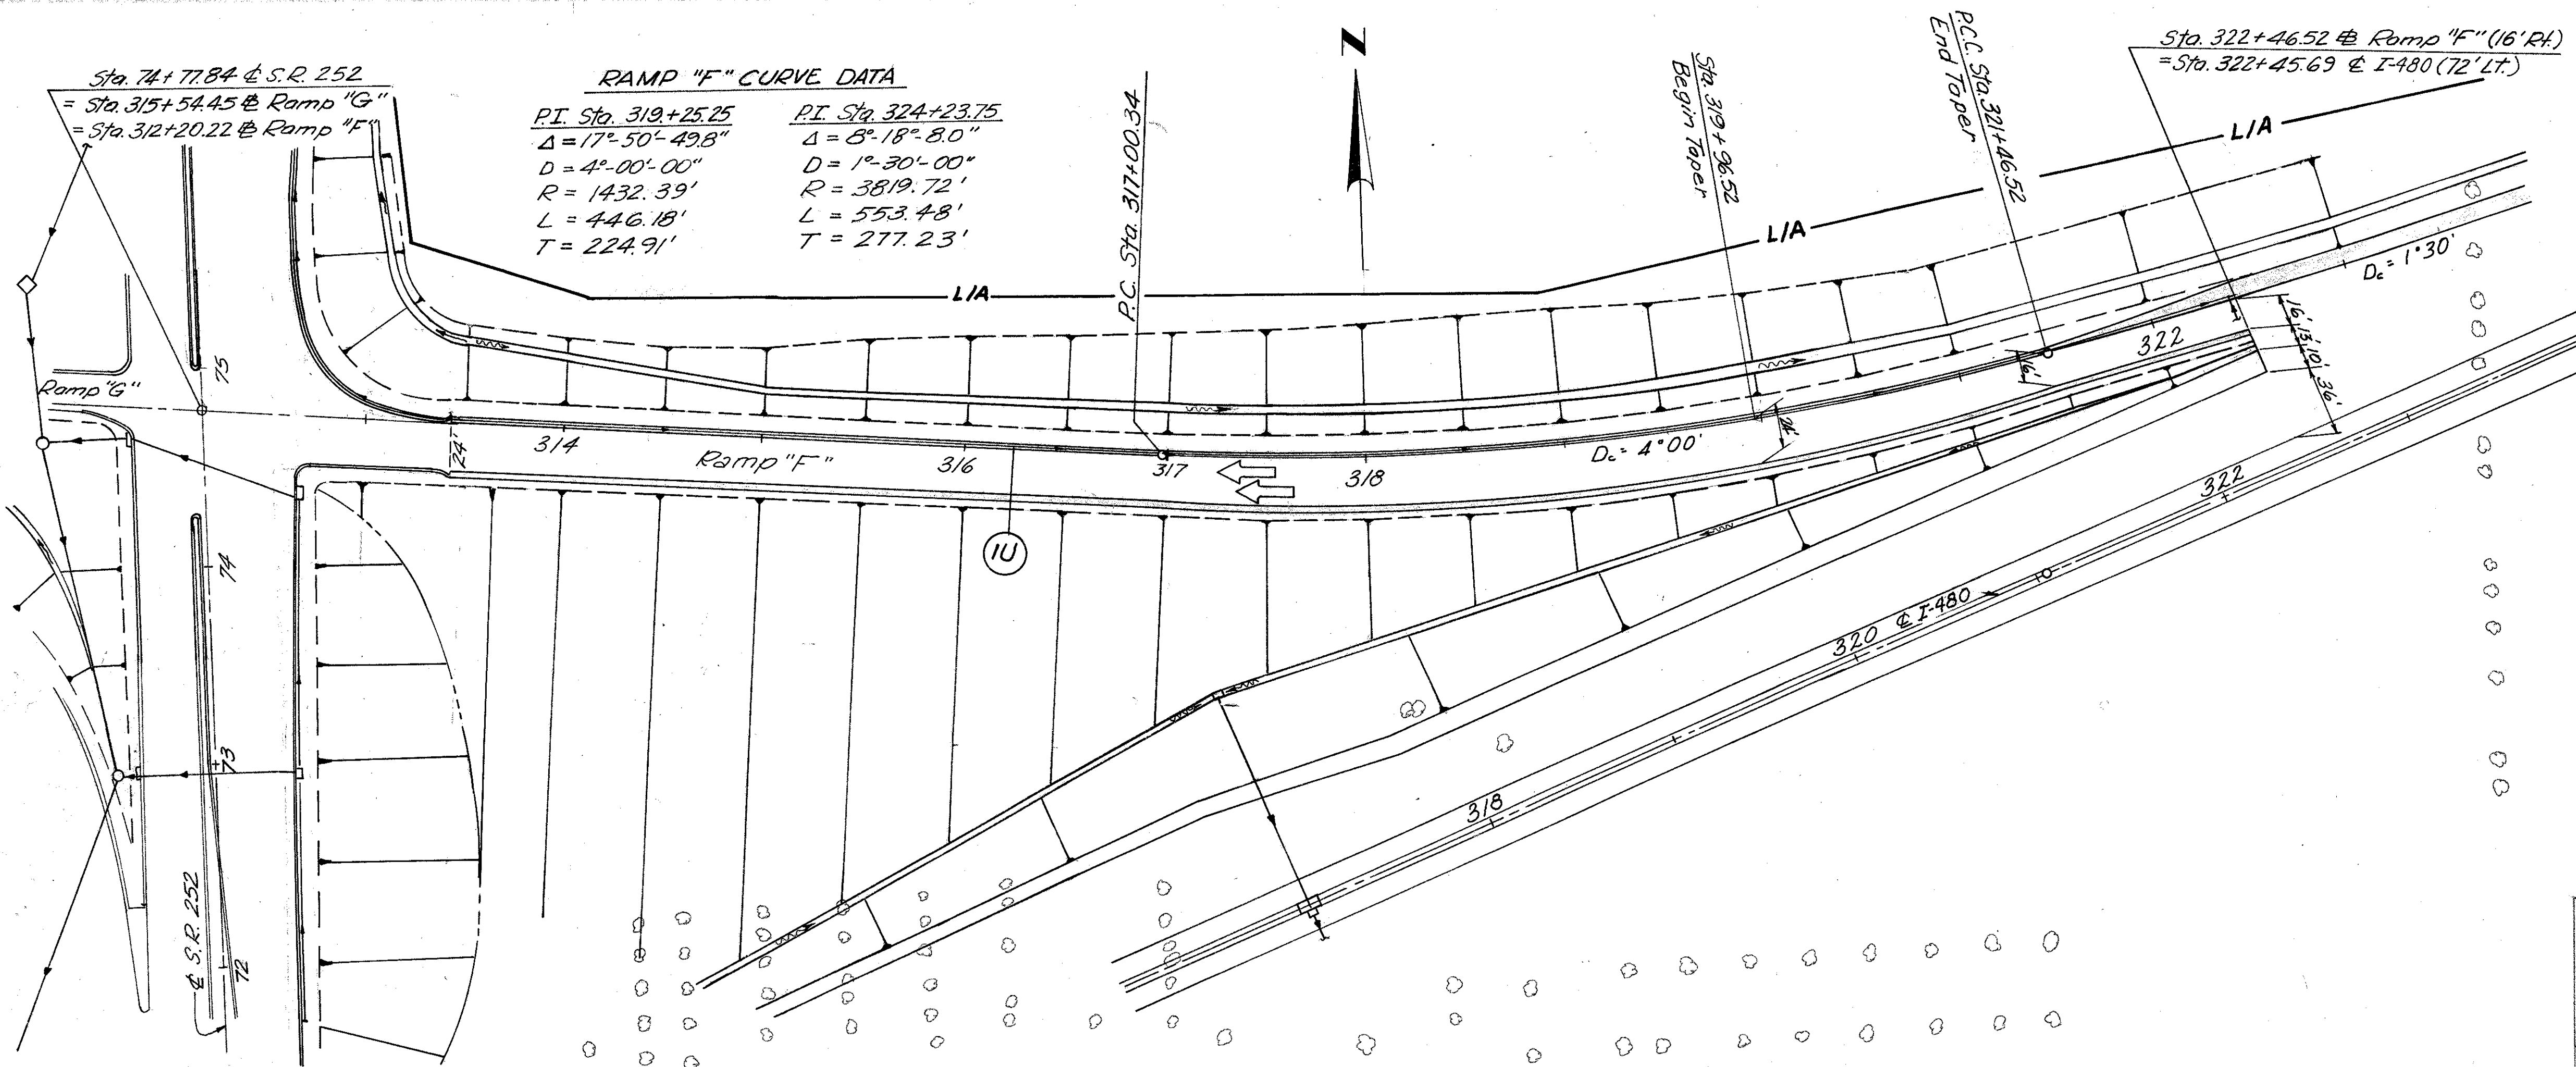 Sta. 74+77.84 ℄ S.R. 252
= Sta. 315+54.45 ⅊ Ramp "G"
= Sta. 312+20.22 ⅊ Ramp "F"
RAMP "F" CURVE DATA
P.I. Sta. 319+25.25
Δ = 17°-50'-49.8"
D = 4°-00'-00"
R = 1432.39'
L = 446.18'
T = 224.91'
P.I. Sta. 324+23.75
Δ = 8°-18°-8.0"
D = 1°-30'-00"
R = 3819.72'
L = 553.48'
T = 277.23'
P.C. Sta. 317+00.34
N
Sta. 319+96.52
Begin Taper
P.C.C. Sta. 321+46.52
End Taper
Sta. 322+46.52 ⅊ Ramp "F" (16' Rt.)
= Sta. 322+45.69 ℄ I-480 (72' Lt.)
L/A
L/A
L/A
Dc = 1°30'
Ramp "G"
75
24'
314
Ramp "F"
316
317
318
Dc = 4°00'
24'
16'
322
16'
13'
10'
36'
1U
74
73
72
℄ S.R. 252
318
320
℄ I-480
322